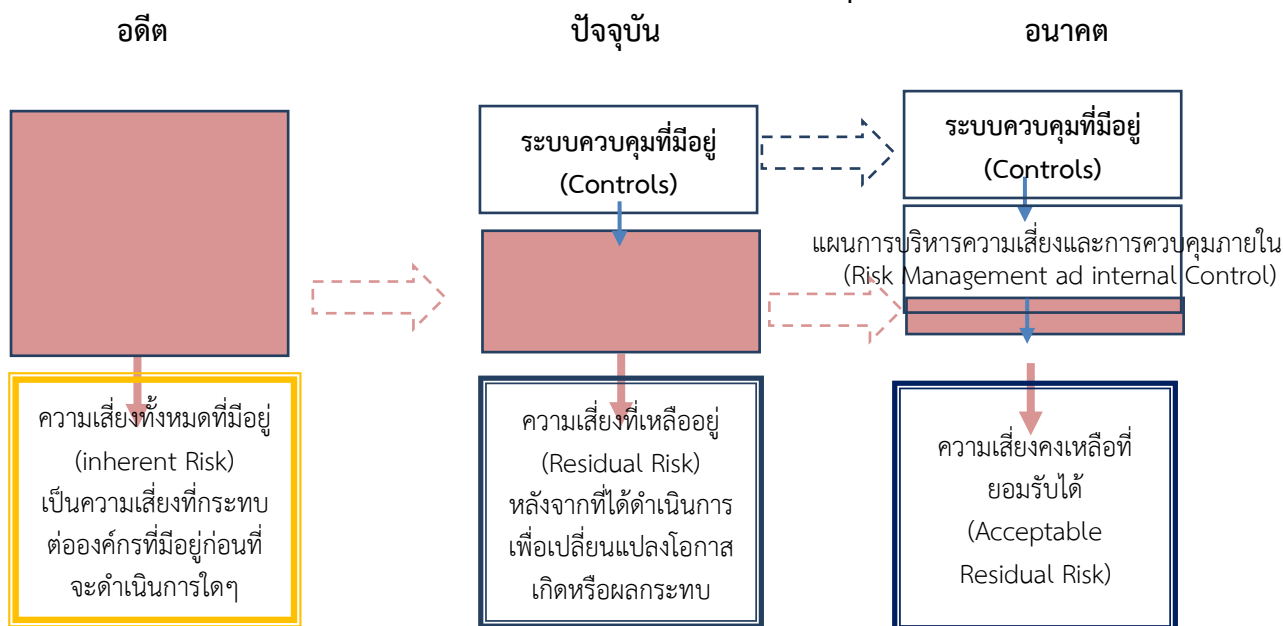 อดีต
ปัจจุบัน
อนาคต
ระบบควบคุมที่มีอยู่
(Controls)
ระบบควบคุมที่มีอยู่
(Controls)
แผนการบริหารความเสี่ยงและการควบคุมภายใน
(Risk Management ad internal Control)
ความเสี่ยงทั้งหมดที่มีอยู่
(inherent Risk)
เป็นความเสี่ยงที่กระทบ
ต่อองค์กรที่มีอยู่ก่อนที่
จะดำเนินการใดๆ
ความเสี่ยงที่เหลืออยู่
(Residual Risk)
หลังจากที่ได้ดำเนินการ
เพื่อเปลี่ยนแปลงโอกาส
เกิดหรือผลกระทบ
ความเสี่ยงคงเหลือที่
ยอมรับได้
(Acceptable
Residual Risk)